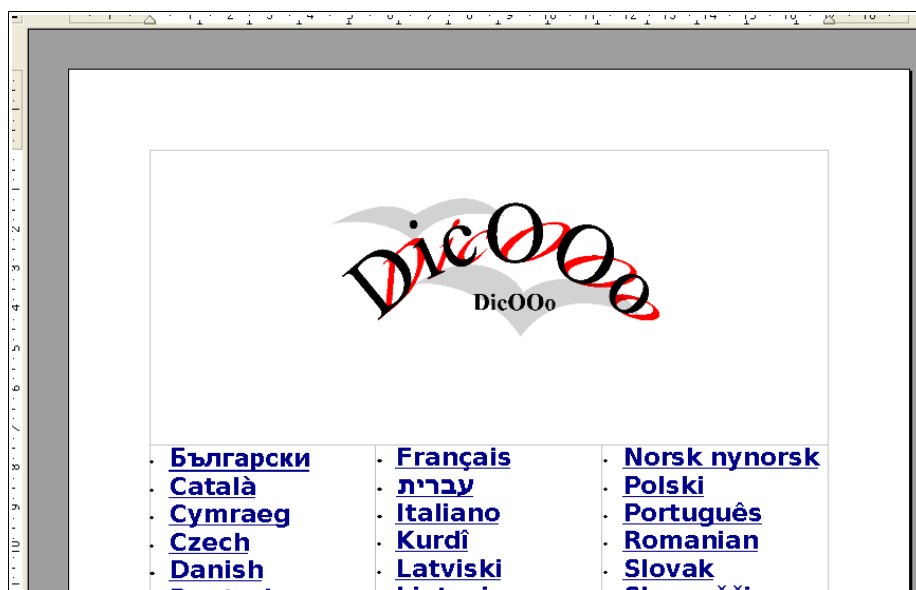 DicOOo
DicOOo
Български
Català
Cymraeg
Czech
Danish
Français
עברית
Italiano
Kurdî
Latviski
Norsk nynorsk
Polski
Português
Romanian
Slovak